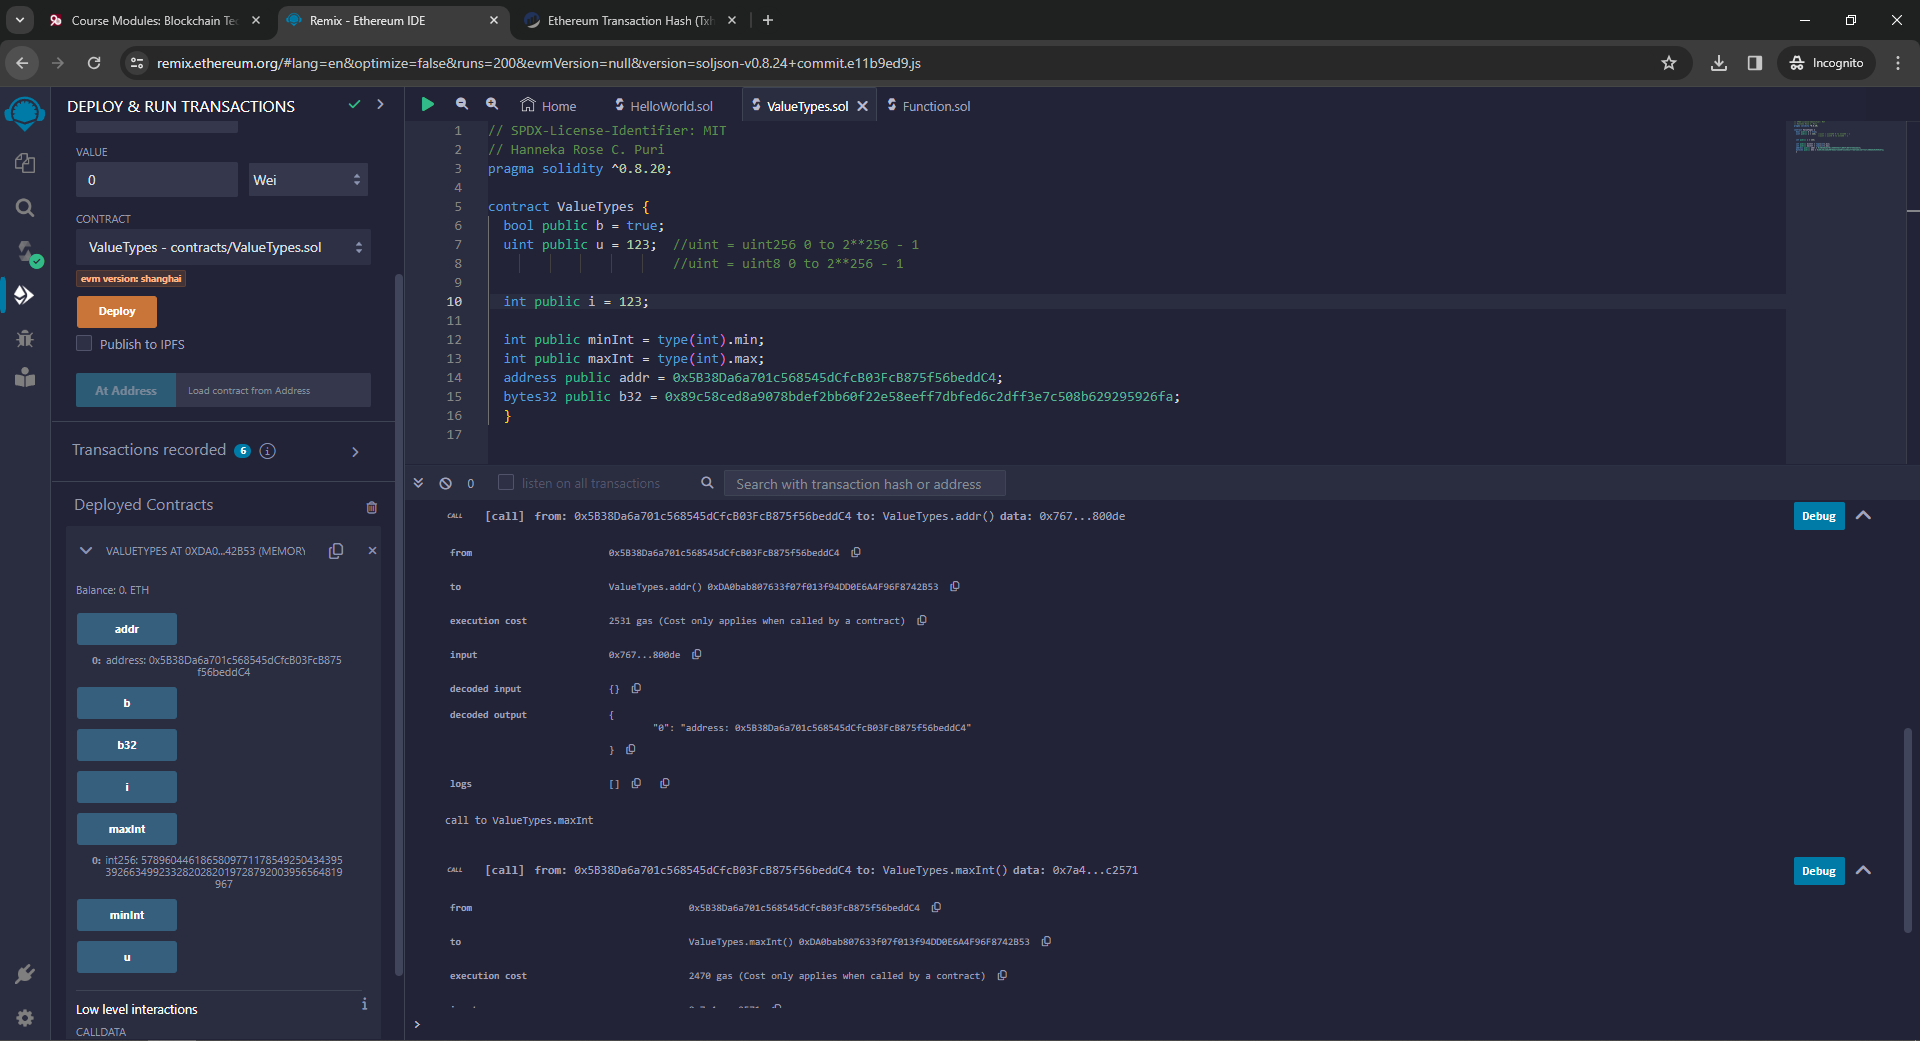 Course Modules: Blockchain Te
Remix - Ethereum IDE
Ethereum Transaction Hash (Txh
remix.ethereum.org/#lang=en&optimize=false&runs=200&evmVersion=null&version=soljson-v0.8.24+commit.e11b9ed9.js
Incognito
DEPLOY & RUN TRANSACTIONS
VALUE
0
Wei
CONTRACT
ValueTypes - contracts/ValueTypes.sol
evm version: shanghai
Deploy
Publish to IPFS
At Address
Load contract from Address
Transactions recorded 6 i
Deployed Contracts
VALUETYPES AT 0XDA0...42B53 (MEMORY
Balance: 0. ETH
addr
0: address: 0x5B38Da6a701c568545dCfcB03FcB875
f56beddC4
b
b32
i
maxInt
0: int256: 5789604461865809771178549250434395
3926634992332820282019728792003956564819
967
minInt
u
Low level interactions
i
CALLDATA
Home
HelloWorld.sol
ValueTypes.sol
Function.sol
1 // SPDX-License-Identifier: MIT
2 // Hanneka Rose C. Puri
3 pragma solidity ^0.8.20;
4
5 contract ValueTypes {
6 bool public b = true;
7 uint public u = 123; //uint = uint256 0 to 2**256 - 1
8 //uint = uint8 0 to 2**256 - 1
9
10 int public i = 123;
11
12 int public minInt = type(int).min;
13 int public maxInt = type(int).max;
14 address public addr = 0x5B38Da6a701c568545dCfcB03FcB875f56beddC4;
15 bytes32 public b32 = 0x89c58ced8a9078bdef2bb60f22e58eeff7dbfed6c2dff3e7c508b629295926fa;
16 }
17
0
listen on all transactions
Search with transaction hash or address
CALL [call] from: 0x5B38Da6a701c568545dCfcB03FcB875f56beddC4 to: ValueTypes.addr() data: 0x767...800de
Debug
from 0x5B38Da6a701c568545dCfcB03FcB875f56beddC4
to ValueTypes.addr() 0xDA0bab807633f07f013f94DD0E6A4F96F8742B53
execution cost 2531 gas (Cost only applies when called by a contract)
input 0x767...800de
decoded input {}
decoded output {
"0": "address: 0x5B38Da6a701c568545dCfcB03FcB875f56beddC4"
}
logs []
call to ValueTypes.maxInt
CALL [call] from: 0x5B38Da6a701c568545dCfcB03FcB875f56beddC4 to: ValueTypes.maxInt() data: 0x7a4...c2571
Debug
from 0x5B38Da6a701c568545dCfcB03FcB875f56beddC4
to ValueTypes.maxInt() 0xDA0bab807633f07f013f94DD0E6A4F96F8742B53
execution cost 2470 gas (Cost only applies when called by a contract)